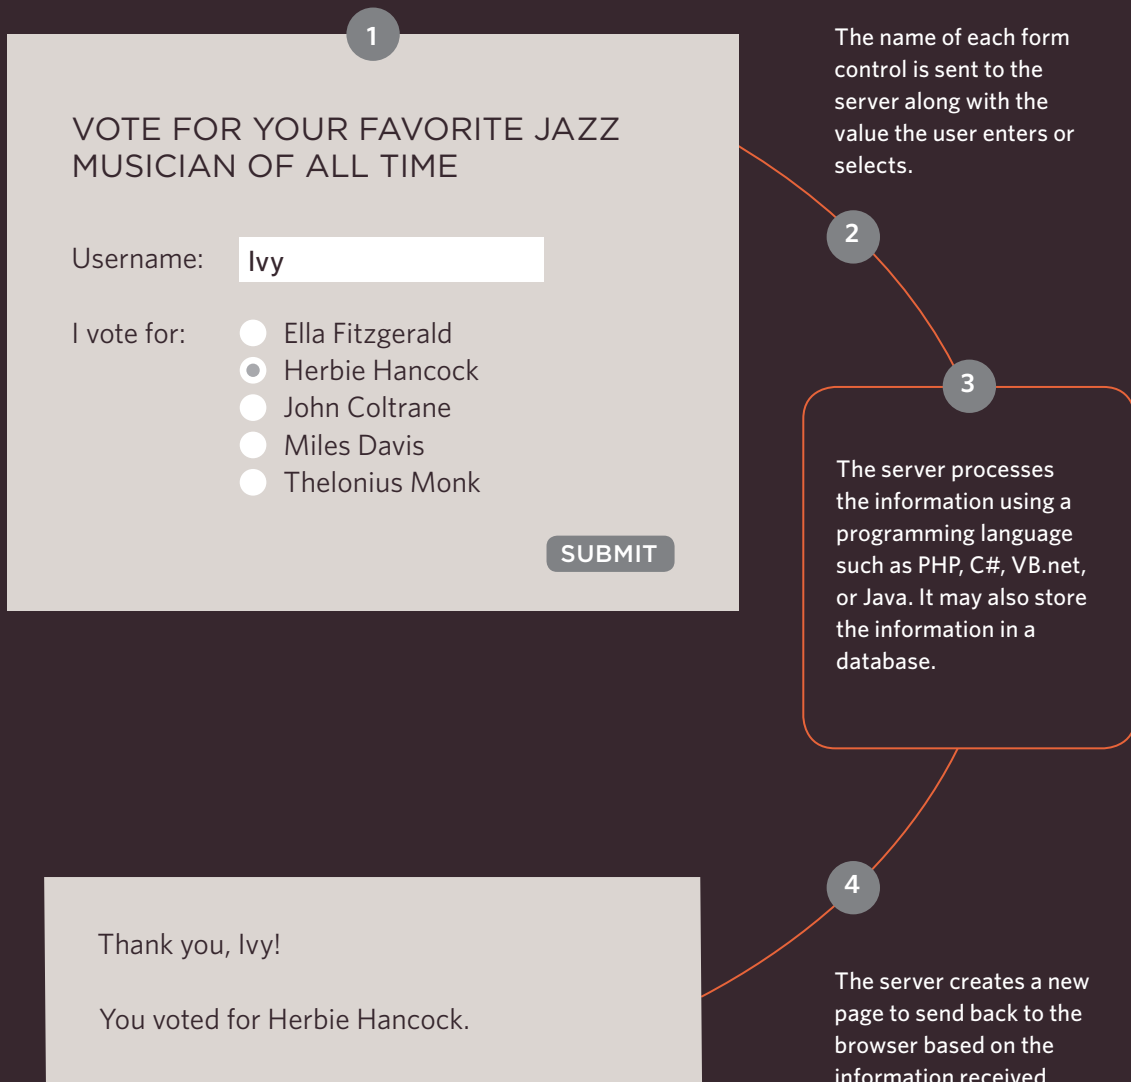 1
VOTE FOR YOUR FAVORITE JAZZ
MUSICIAN OF ALL TIME
Username: Ivy
I vote for: Ella Fitzgerald
Herbie Hancock
John Coltrane
Miles Davis
Thelonius Monk
SUBMIT
The name of each form
control is sent to the
server along with the
value the user enters or
selects.
2
3
The server processes
the information using a
programming language
such as PHP, C#, VB.net,
or Java. It may also store
the information in a
database.
4
The server creates a new
page to send back to the
browser based on the
information received
Thank you, Ivy!
You voted for Herbie Hancock.